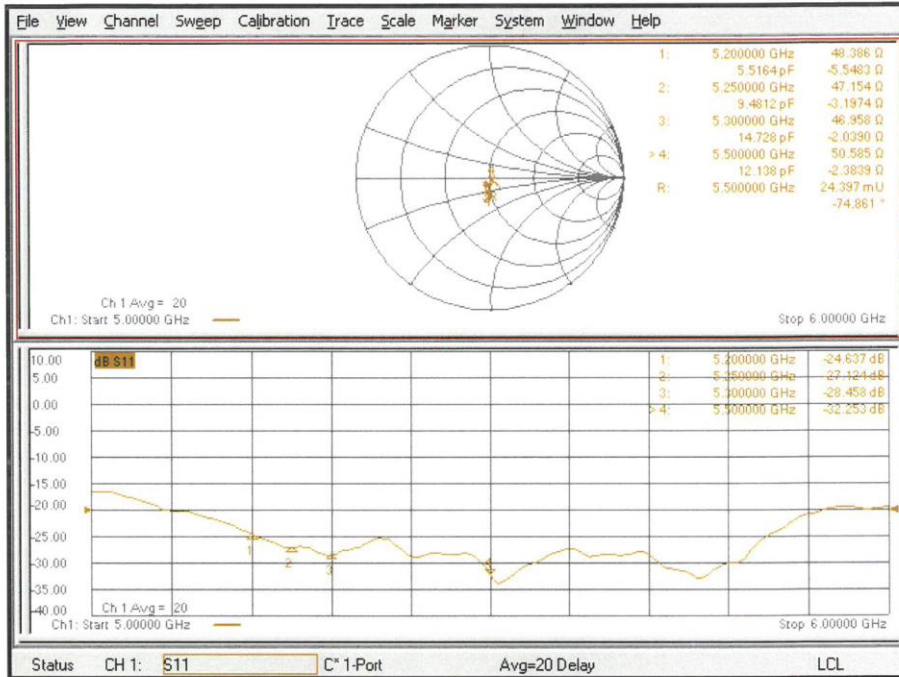 File View Channel Sweep Calibration Trace Scale Marker System Window Help
1: 5.200000 GHz 48.386 Ω
5.5164 pF -5.5483 Ω
2: 5.250000 GHz 47.154 Ω
9.4812 pF -3.1974 Ω
3: 5.300000 GHz 46.958 Ω
14.728 pF -2.0390 Ω
> 4: 5.500000 GHz 50.585 Ω
12.138 pF -2.3839 Ω
R: 5.500000 GHz 24.397 mU
-74.861 °
Ch 1 Avg = 20
Ch1: Start 5.00000 GHz
Stop 6.00000 GHz
10.00
5.00
0.00
-5.00
-10.00
-15.00
-20.00
-25.00
-30.00
-35.00
-40.00
dB S11
1: 5.200000 GHz -24.637 dB
2: 5.250000 GHz -27.124 dB
3: 5.300000 GHz -28.458 dB
> 4: 5.500000 GHz -32.253 dB
1
2
3
4
Ch 1 Avg = 20
Ch1: Start 5.00000 GHz
Stop 6.00000 GHz
Status CH 1: S11 C* 1-Port Avg=20 Delay LCL